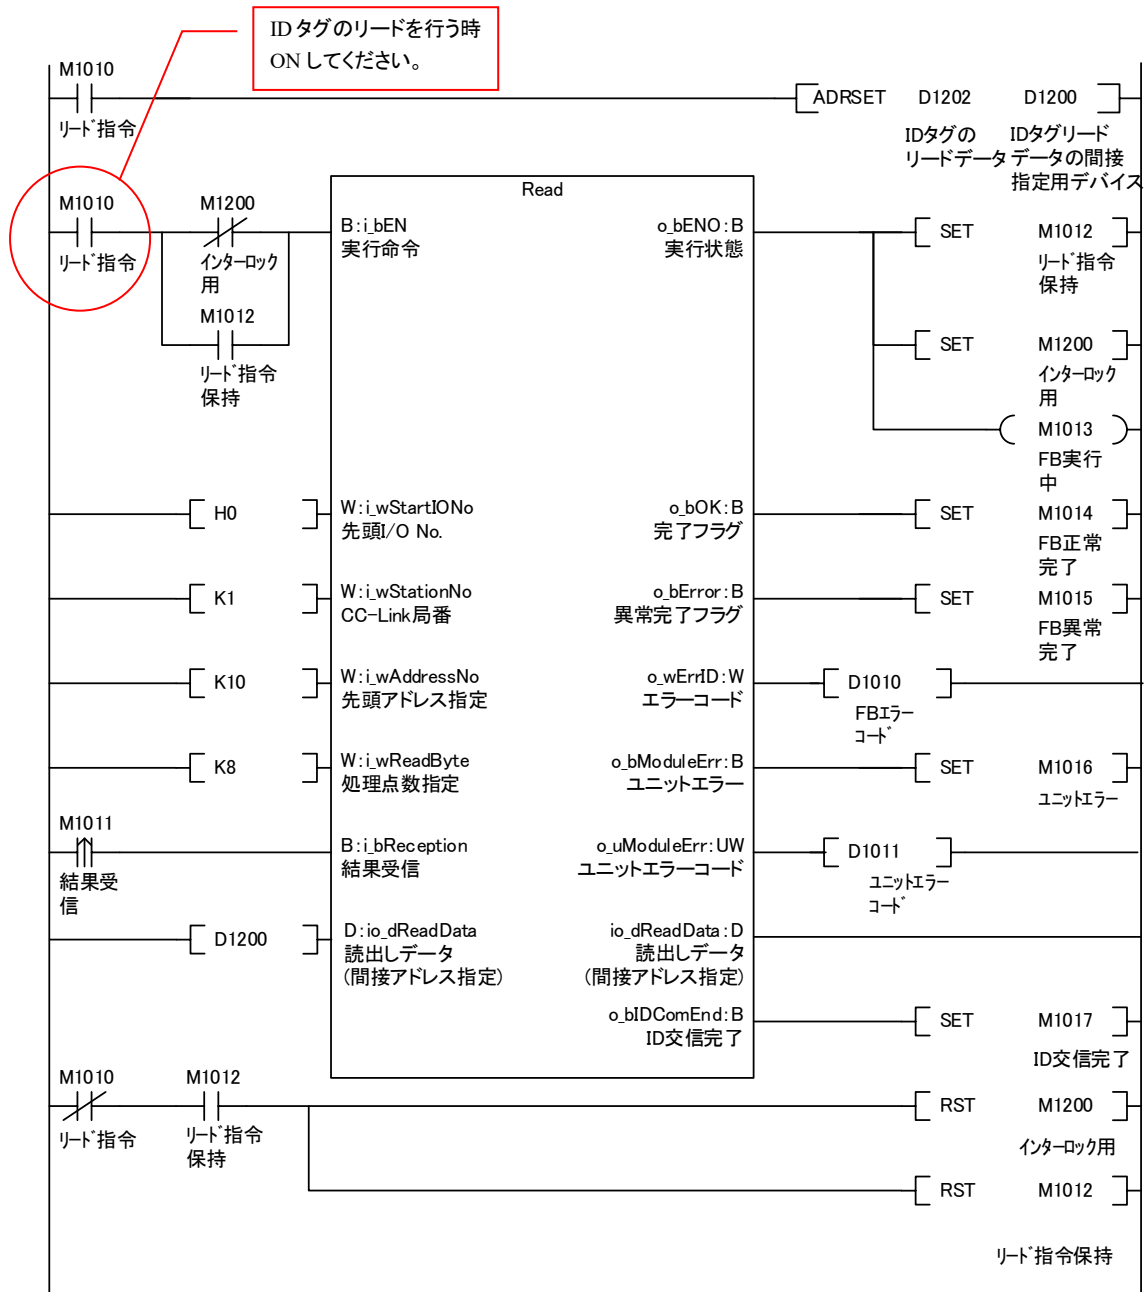 IDタグのリードを行う時
ONしてください。
M1010
リード指令
ADRSET D1202 D1200
IDタグの
リードデータ
IDタグリード
データの間接
指定用デバイス
M1010
リード指令
M1200
インターロック
用
M1012
リード指令
保持
Read
B:i_bEN
実行命令
o_bENO:B
実行状態
SET M1012
リード指令
保持
SET M1200
インターロック
用
M1013
FB実行
中
H0
W:i_wStartIONo
先頭I/O No.
o_bOK:B
完了フラグ
SET M1014
FB正常
完了
K1
W:i_wStationNo
CC-Link局番
o_bError:B
異常完了フラグ
SET M1015
FB異常
完了
K10
W:i_wAddressNo
先頭アドレス指定
o_wErrID:W
エラーコード
D1010
FBエラー
コード
K8
W:i_wReadByte
処理点数指定
o_bModuleErr:B
ユニットエラー
SET M1016
ユニットエラー
M1011
結果受
信
B:i_bReception
結果受信
o_uModuleErr:UW
ユニットエラーコード
D1011
ユニットエラー
コード
D1200
D:io_dReadData
読出しデータ
(間接アドレス指定)
io_dReadData:D
読出しデータ
(間接アドレス指定)
o_bIDComEnd:B
ID交信完了
SET M1017
ID交信完了
M1010
リード指令
M1012
リード指令
保持
RST M1200
インターロック用
RST M1012
リード指令保持